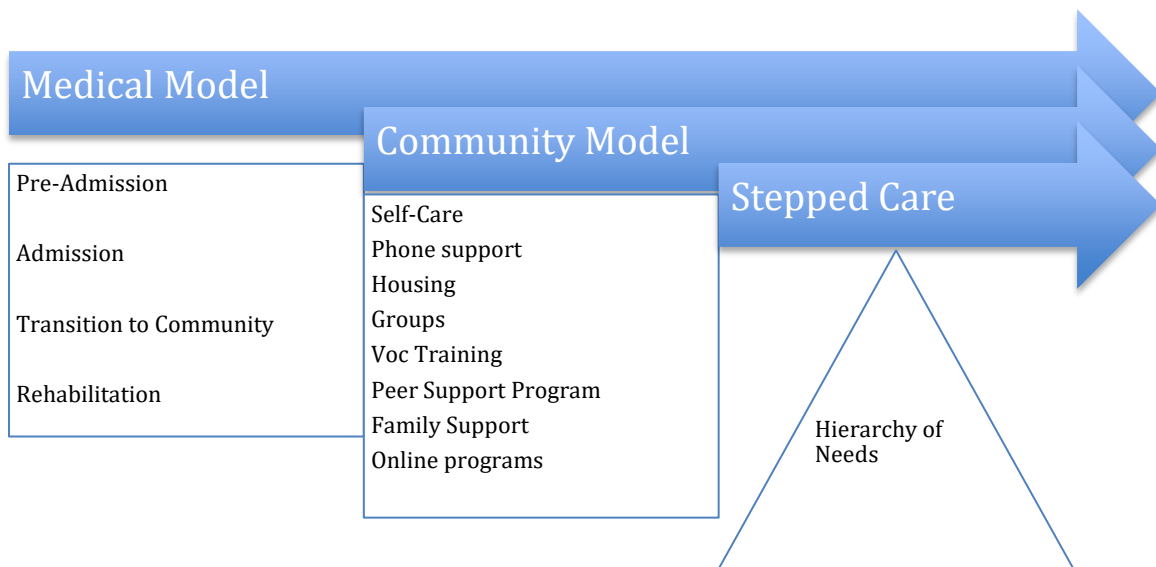 Medical Model
Community Model
Stepped Care
Pre-Admission
Admission
Transition to Community
Rehabilitation
Self-Care
Phone support
Housing
Groups
Voc Training
Peer Support Program
Family Support
Online programs
Hierarchy of
Needs